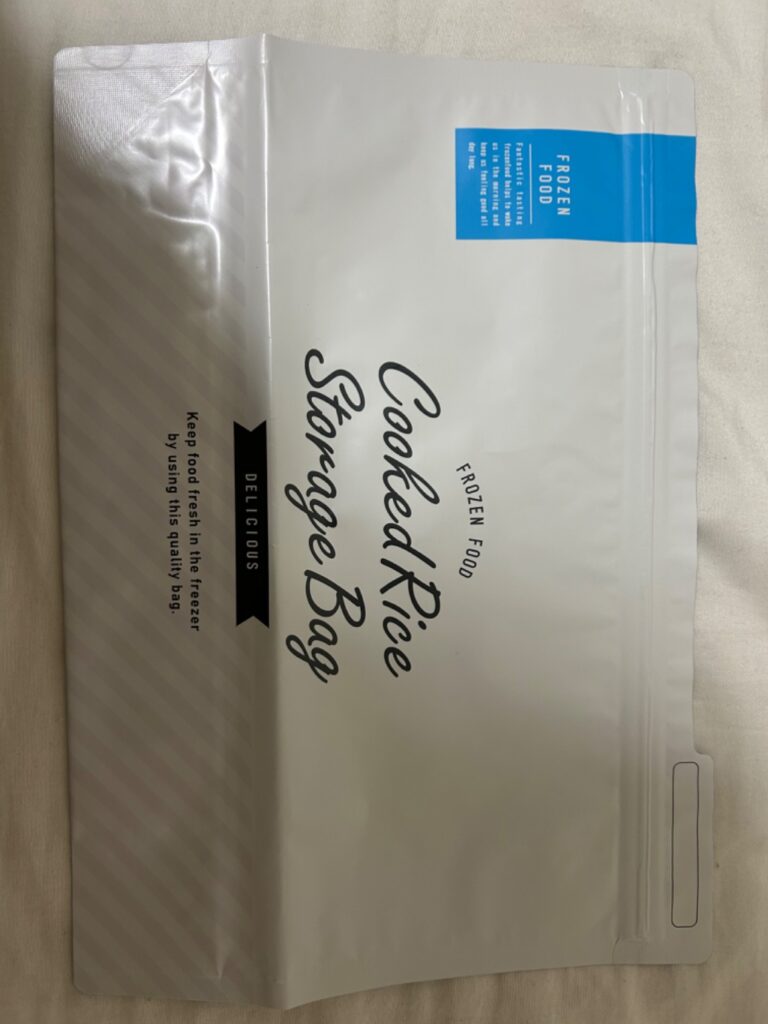 FROZEN
FOOD
Fantastic tasting
frozenfood helps to wake
us in the morning and
keep us feeling good all
day long.
FROZEN FOOD
Cooked Rice
Storage Bag
DELICIOUS
Keep food fresh in the freezer
by using this quality bag.